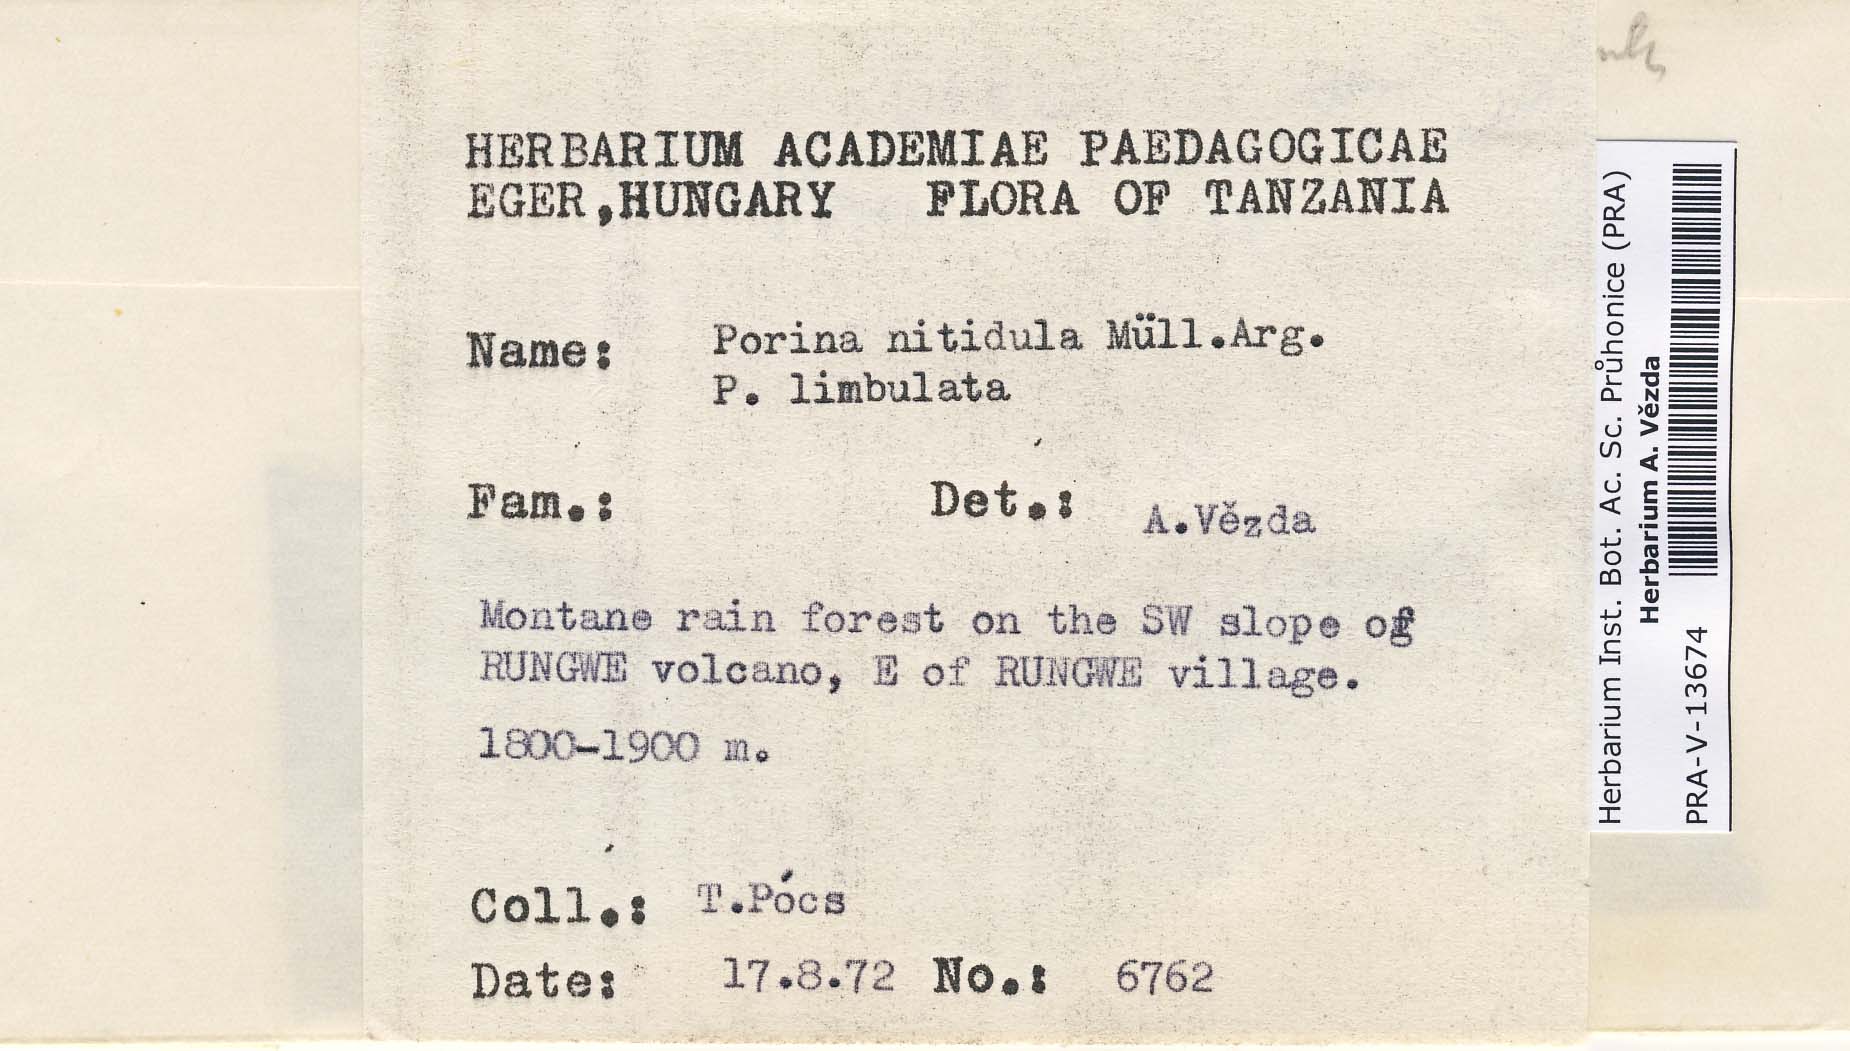 HERBARIUM ACADEMIAE PAEDAGOGICAE
EGER, HUNGARY FLORA OF TANZANIA
Name: Porina nitidula Müll.Arg.
P. limbulata
Fam.: Det.: A.Vězda
Montane rain forest on the SW slope of
RUNGWE volcano, E of RUNGWE village.
1800-1900 m.
Coll.: T.Pócs
Date: 17.8.72 No.: 6762
Herbarium Inst. Bot. Ac. Sc. Průhonice (PRA)
Herbarium A. Vězda
PRA-V-13674